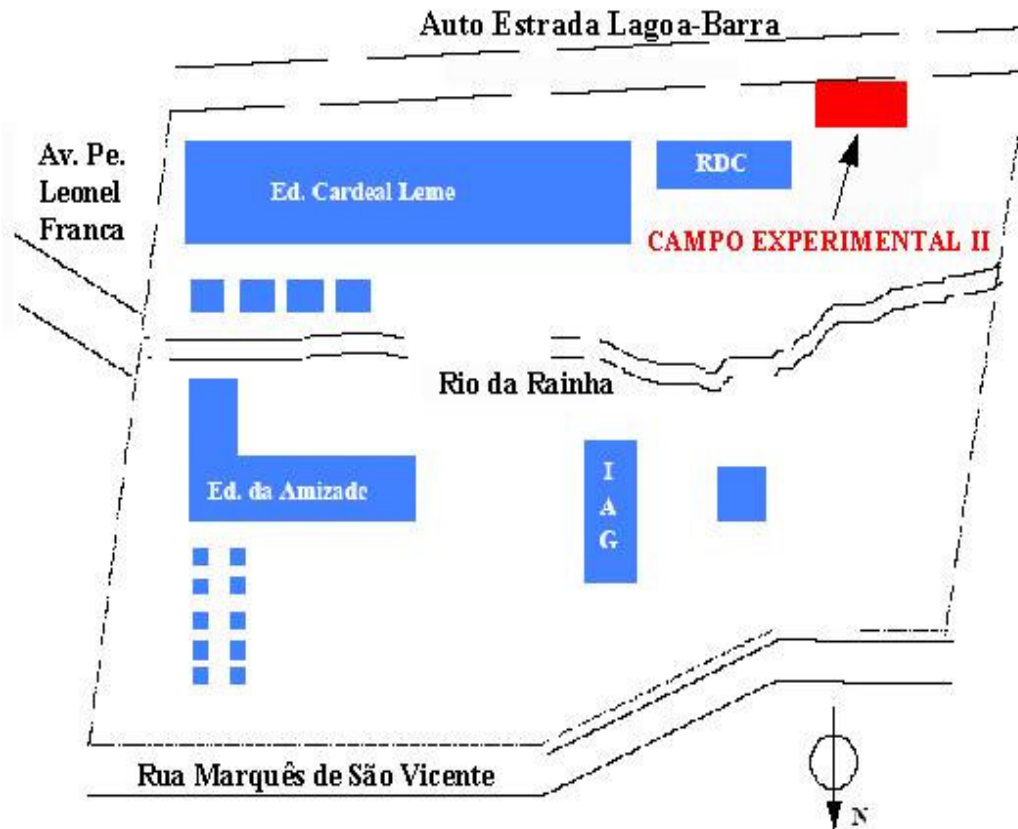 Auto Estrada Lagoa-Barra
Av. Pe.
Leonel
Franca
Ed. Cardeal Leme
RDC
CAMPO EXPERIMENTAL II
Rio da Rainha
Ed. da Amizade
I
A
G
Rua Marquês de São Vicente
N